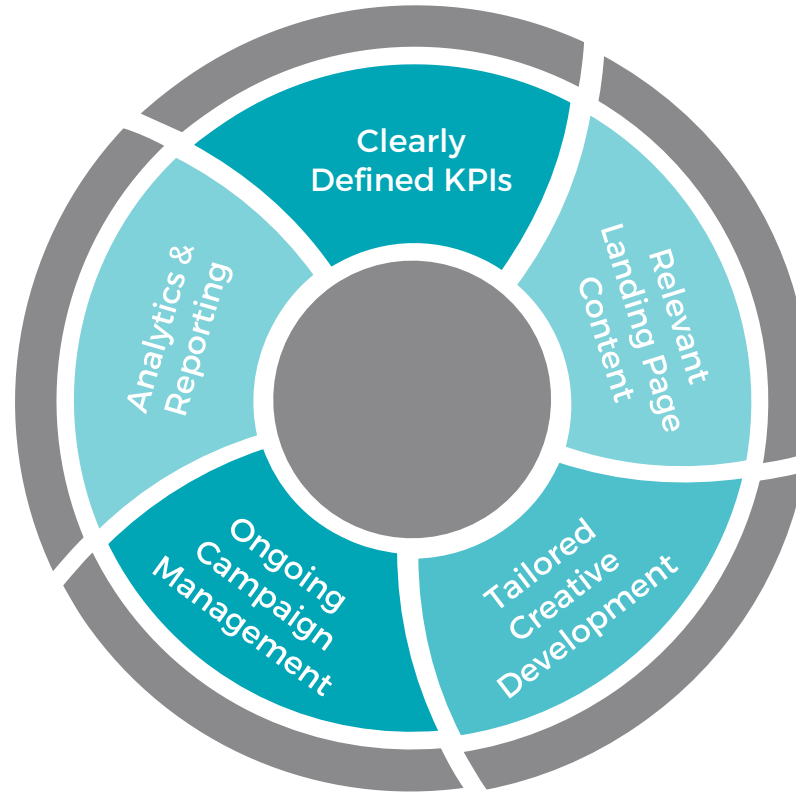 Clearly
Defined KPIs
Relevant
Landing Page
Content
Tailored
Creative
Development
Ongoing
Campaign
Management
Analytics &
Reporting